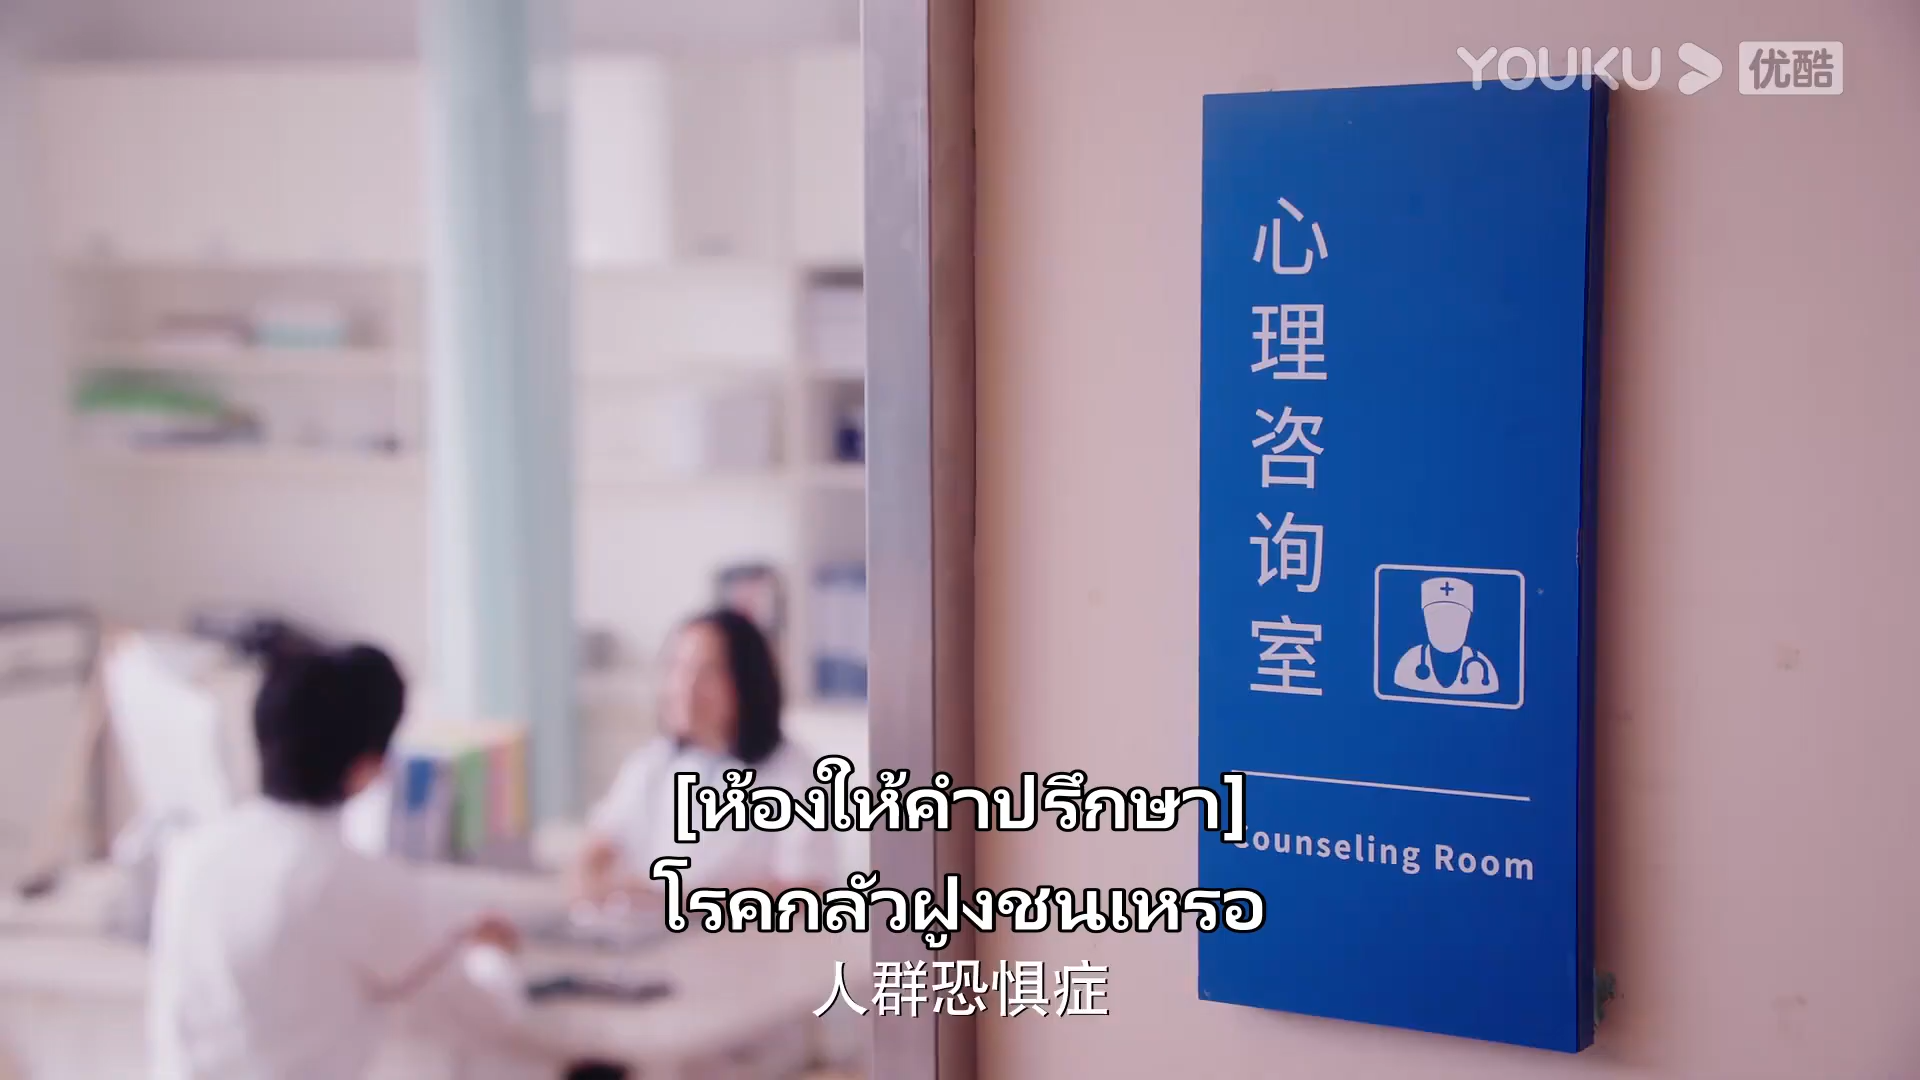 YOUKU 优酷
心理咨询室
Counseling Room
[ห้องให้คำปรึกษา]
โรคกลัวฝูงชนเหรอ
人群恐惧症